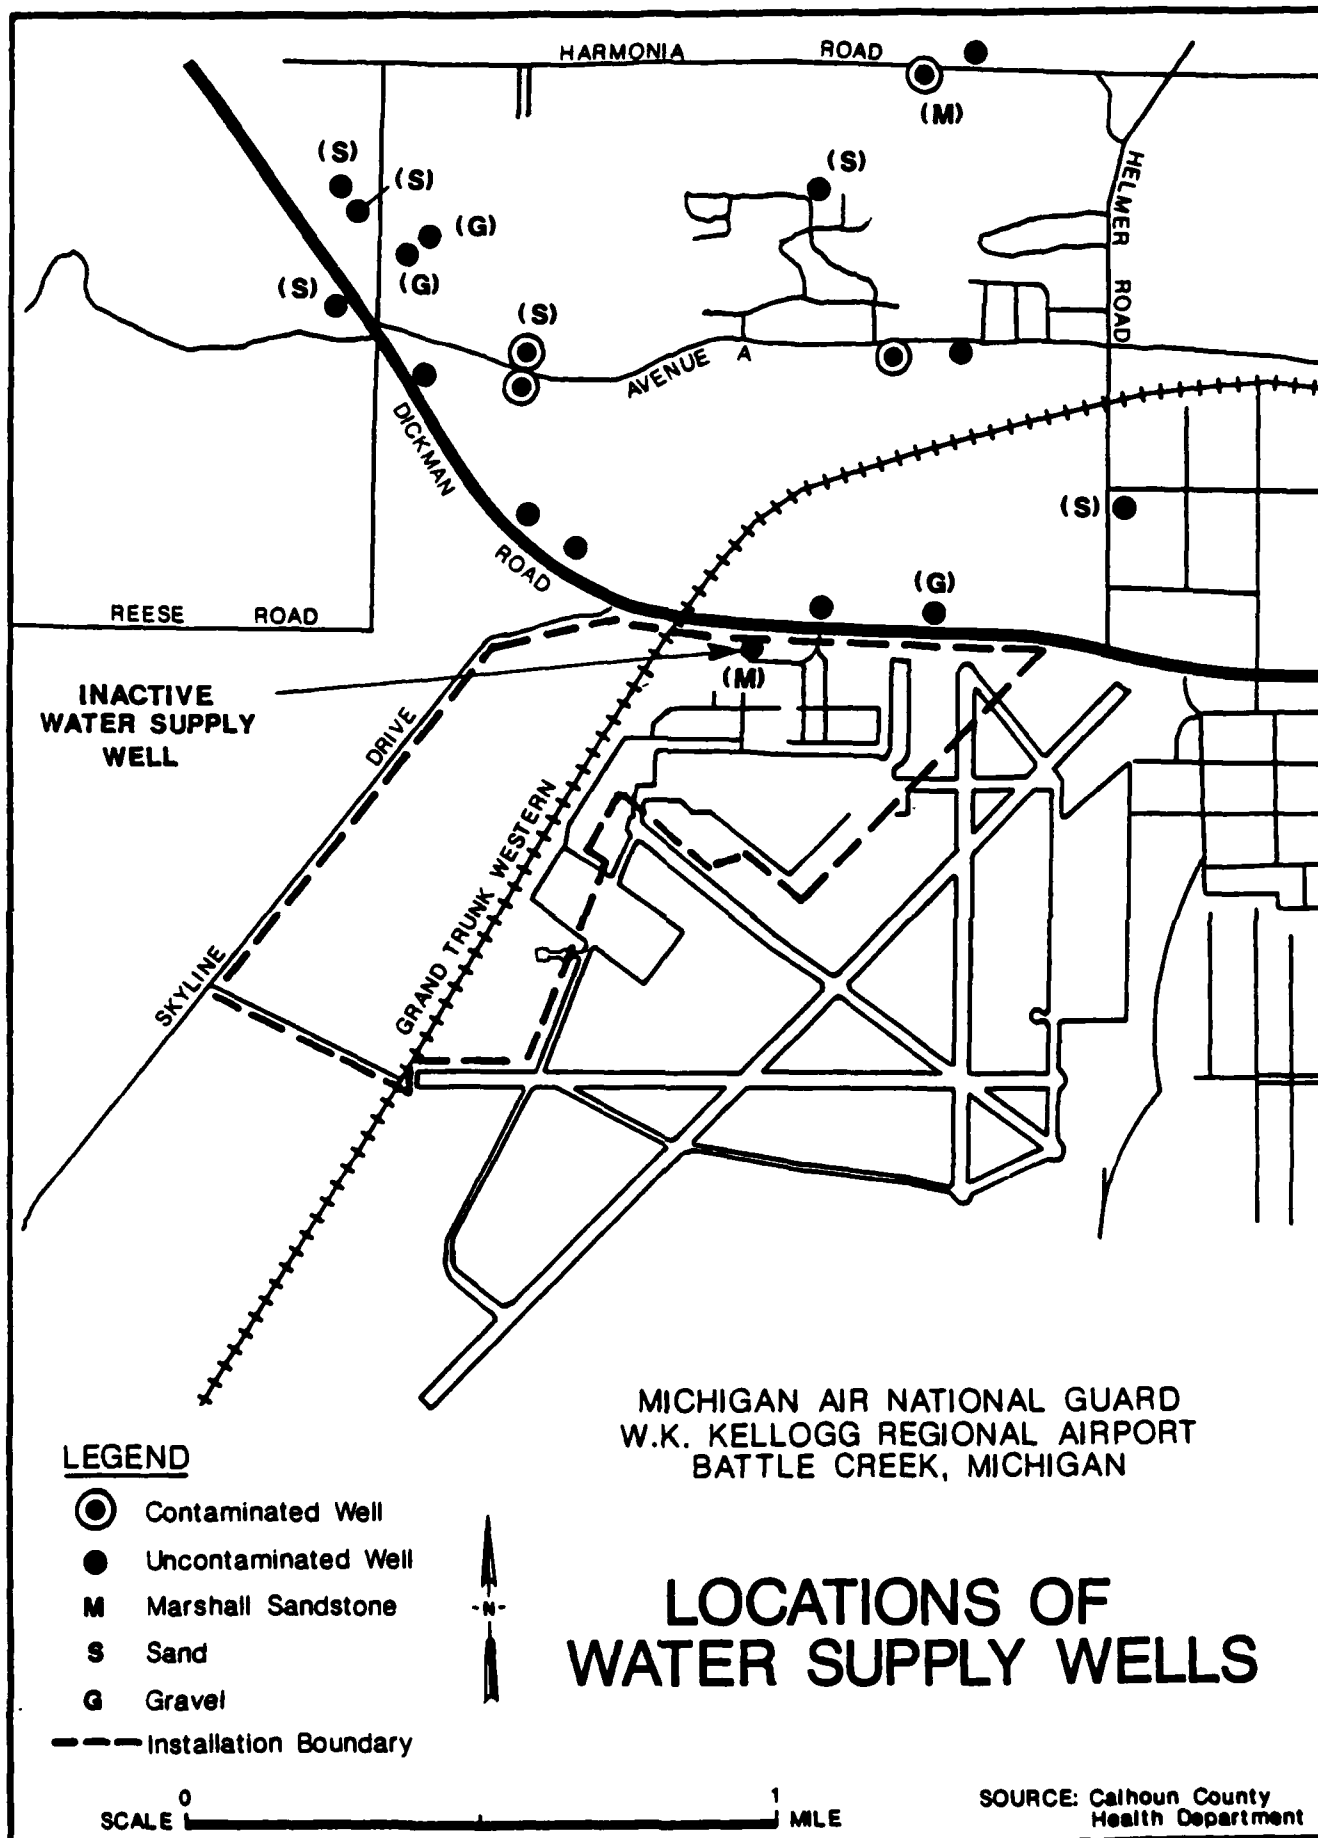 HARMONIA ROAD
(M)
(S)
(S)
(S)
HELMER ROAD
(G)
(G)
(S)
(S)
AVENUE A
DICKMAN ROAD
(S)
(G)
REESE ROAD
(M)
INACTIVE
WATER SUPPLY
WELL
SKYLINE DRIVE
GRAND TRUNK WESTERN
MICHIGAN AIR NATIONAL GUARD
W.K. KELLOGG REGIONAL AIRPORT
BATTLE CREEK, MICHIGAN
LEGEND
Contaminated Well
Uncontaminated Well
M Marshall Sandstone
S Sand
G Gravel
Installation Boundary
-N-
LOCATIONS OF
WATER SUPPLY WELLS
0 1
SCALE MILE
SOURCE: Calhoun County
Health Department